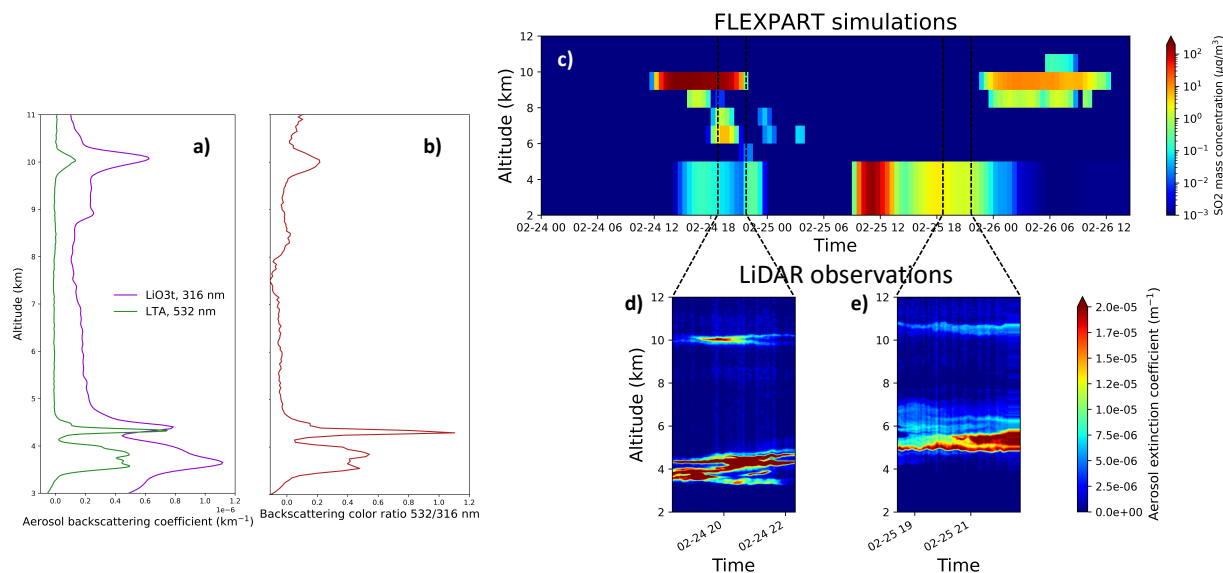 FLEXPART simulations
12
10
8
6
4
2
Altitude (km)
c)
02-24 00
02-24 06
02-24 12
02-24 18
02-25 00
02-25 06
02-25 12
02-25 18
02-26 00
02-26 06
02-26 12
Time
10²
10¹
10⁰
10⁻¹
10⁻²
10⁻³
SO2 mass concentration (μg/m³)
11
10
9
8
7
6
5
4
3
Altitude (km)
a)
LiO3t, 316 nm
LTA, 532 nm
0.0
0.2
0.4
0.6
0.8
1.0
1.2
1e−6
Aerosol backscattering coefficient (km⁻¹)
b)
0.0
0.2
0.4
0.6
0.8
1.0
1.2
Backscattering color ratio 532/316 nm
LiDAR observations
d)
12
10
8
6
4
2
Altitude (km)
02-24 20
02-24 22
Time
e)
12
10
8
6
4
2
02-25 19
02-25 21
Time
2.0e-05
1.7e-05
1.5e-05
1.2e-05
1.0e-05
7.5e-06
5.0e-06
2.5e-06
0.0e+00
Aerosol extinction coefficient (m⁻¹)